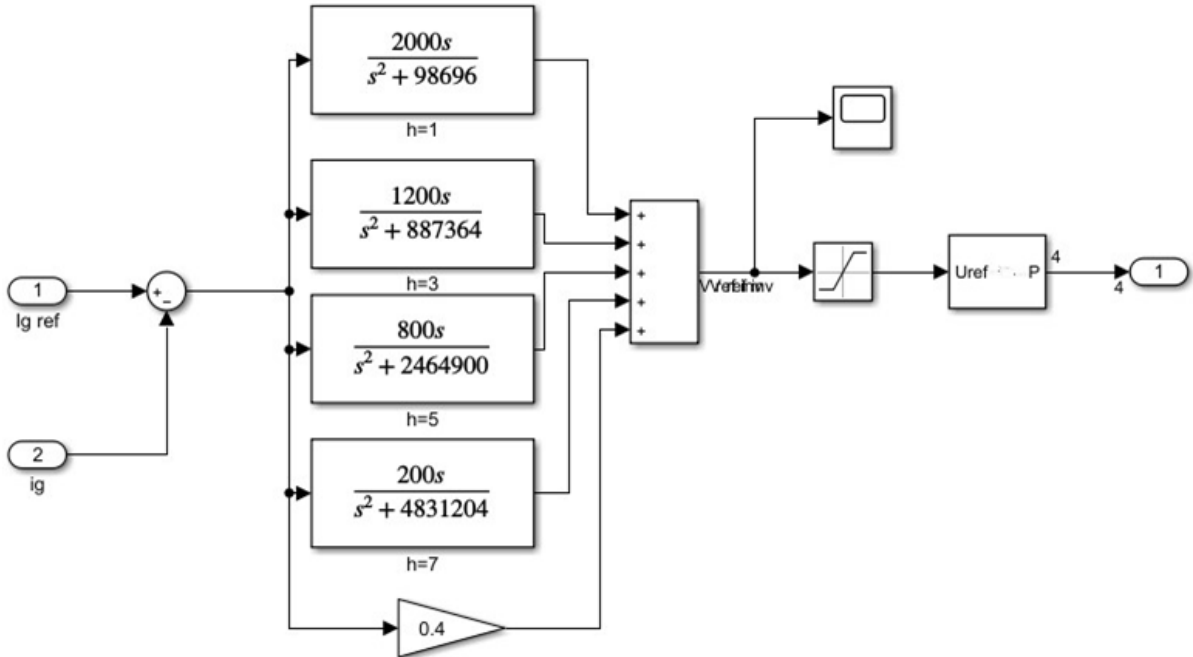 2000s
s² + 98696
h=1
1200s
s² + 887364
h=3
800s
s² + 2464900
h=5
200s
s² + 4831204
h=7
0.4
1
Ig ref
2
ig
+
-
+
+
+
+
+
Uref
P
4
4
1